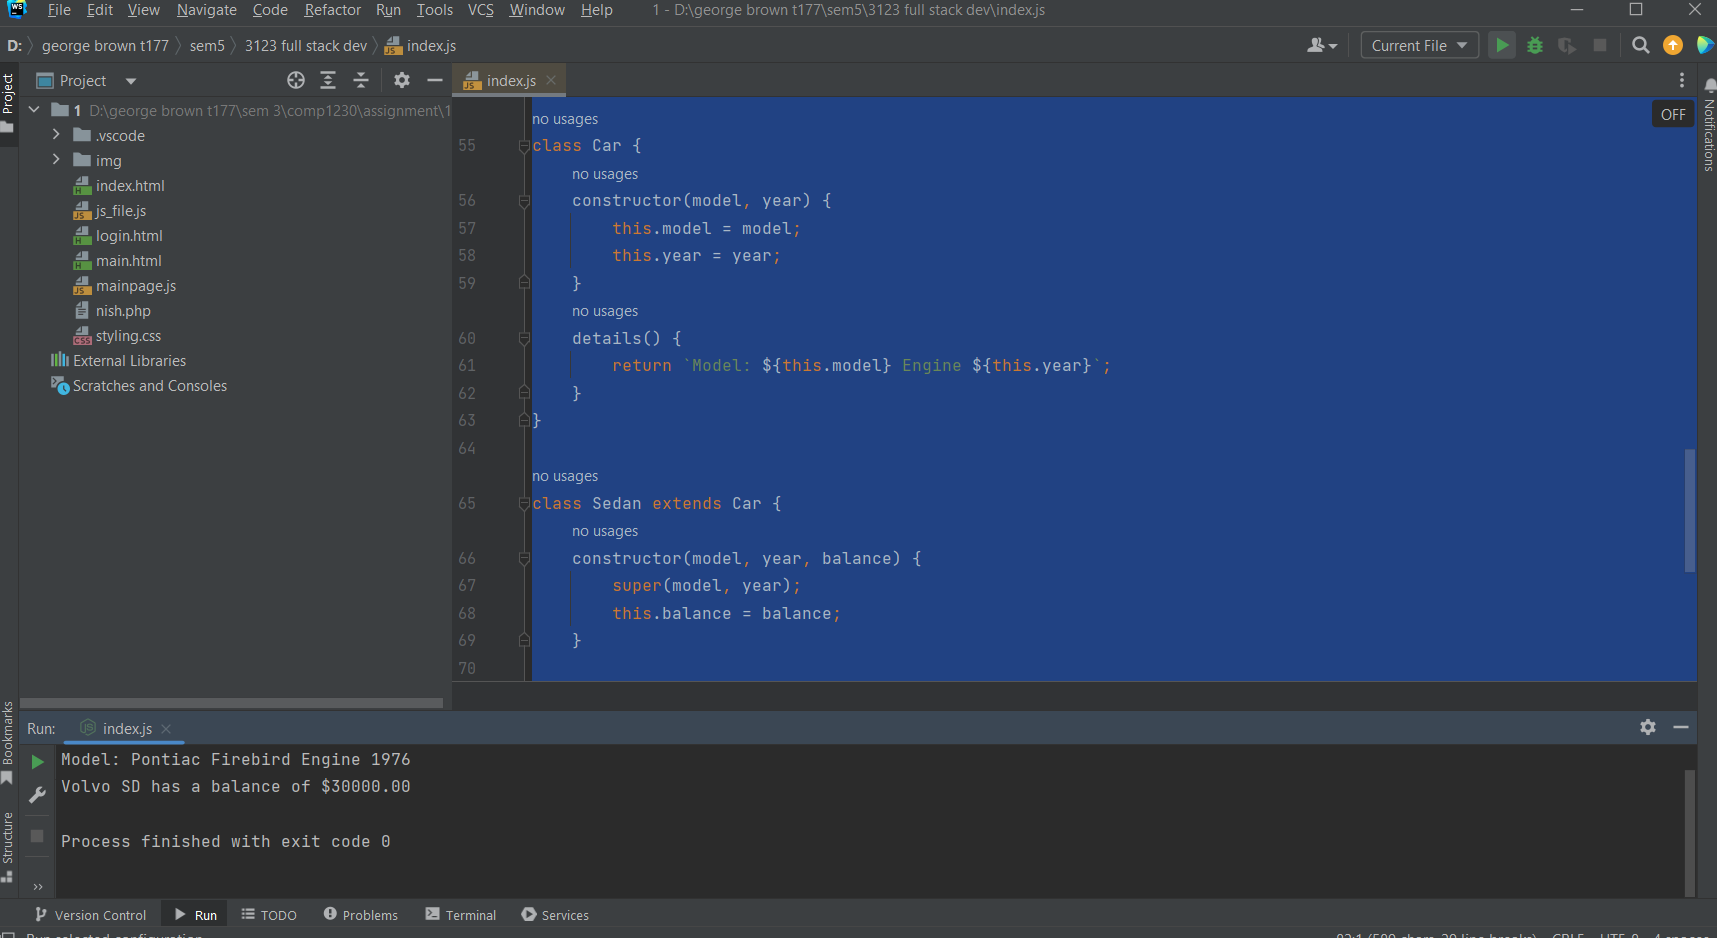 WS File Edit View Navigate Code Refactor Run Tools VCS Window Help 1 - D:\george brown t177\sem5\3123 full stack dev\index.js
D: george brown t177 sem5 3123 full stack dev index.js Current File
Project Project index.js
1 D:\george brown t177\sem 3\comp1230\assignment\1
.vscode
img
index.html
js_file.js
login.html
main.html
mainpage.js
nish.php
styling.css
External Libraries
Scratches and Consoles
OFF
Notifications
no usages
55 class Car {
no usages
56 constructor(model, year) {
57 this.model = model;
58 this.year = year;
59 }
no usages
60 details() {
61 return `Model: ${this.model} Engine ${this.year}`;
62 }
63 }
64
no usages
65 class Sedan extends Car {
no usages
66 constructor(model, year, balance) {
67 super(model, year);
68 this.balance = balance;
69 }
70
Bookmarks
Structure
Run: index.js
Model: Pontiac Firebird Engine 1976
Volvo SD has a balance of $30000.00
Process finished with exit code 0
Version Control Run TODO Problems Terminal Services
Run selected configuration